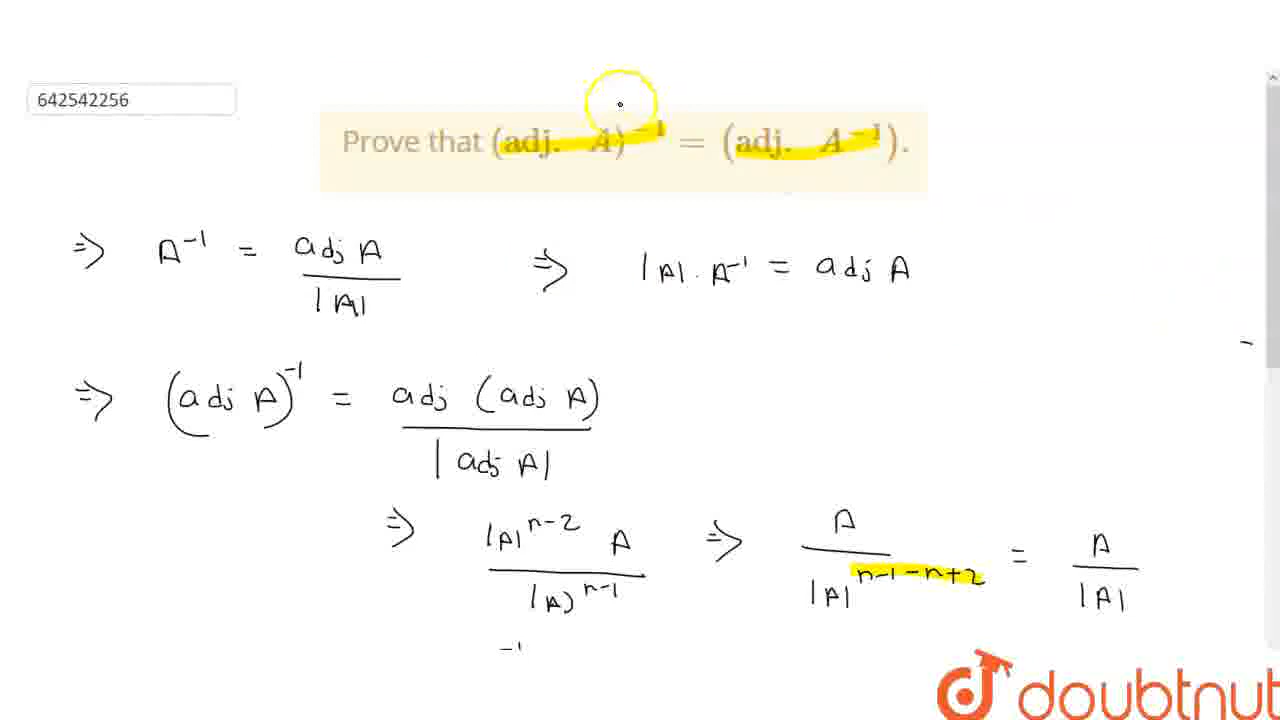 642542256
Prove that (adj. A)⁻¹ = (adj. A⁻¹).
⇒ A⁻¹ = adj A / |A| ⇒ |A|. A⁻¹ = adj A
⇒ (adj A)⁻¹ = adj (adj A) / |adj A|
⇒ |A|ⁿ⁻² A / |A|ⁿ⁻¹ ⇒ A / |A|ⁿ⁻¹⁻ⁿ⁺² = A / |A|
-1
doubtnut